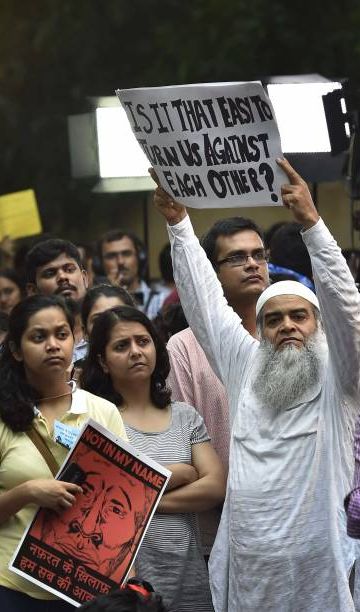 IS IT THAT EASY TO
TURN US AGAINST
EACH OTHER?
NOT IN MY NAME
नफ़रत के ख़िलाफ़
हम सब की आवाज़